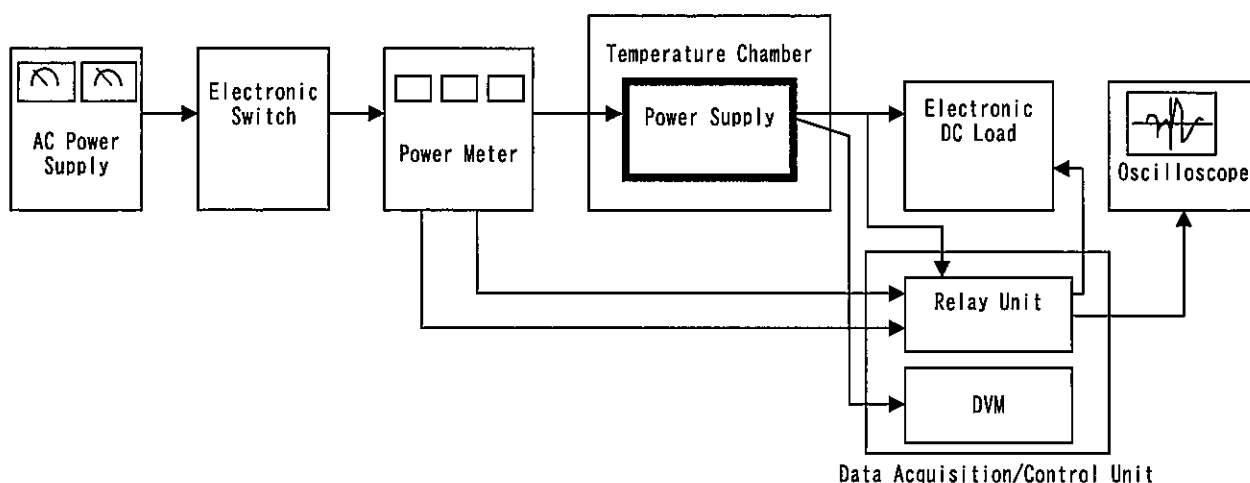 AC Power
Supply
Electronic
Switch
Power Meter
Temperature Chamber
Power Supply
Electronic
DC Load
Oscilloscope
Relay Unit
DVM
Data Acquisition/Control Unit